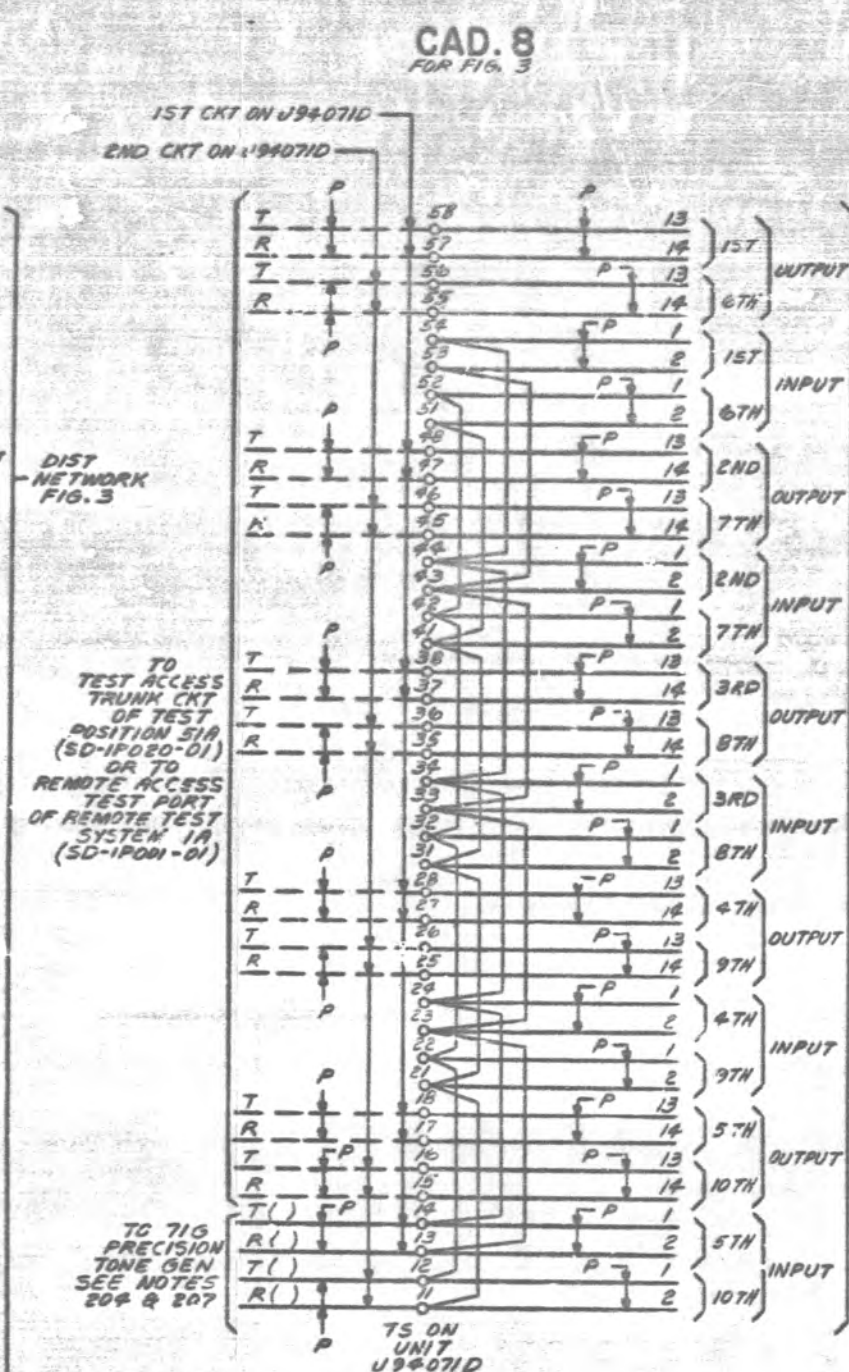 CAD. 8
FOR FIG. 3
1ST CKT ON J94071D
2ND CKT ON J94071D
P P
T 58 13
R 57 14 1ST
T 56 P 13 OUTPUT
R 55 14 6TH
P 54 P 1
53 2 1ST
52 P 1 INPUT
P 51 2 6TH
T 48 P 13
R 47 14 2ND
T 46 P 13 OUTPUT
R 45 14 7TH
P 44 P 1
43 2 2ND
42 P 1 INPUT
P 41 2 7TH
T 38 P 13
R 37 14 3RD
T 36 P 13 OUTPUT
R 35 14 8TH
P 34 P 1
33 2 3RD
32 P 1 INPUT
P 31 2 8TH
T 28 P 13
R 27 14 4TH
T 26 P 13 OUTPUT
R 25 14 9TH
P 24 P 1
23 2 4TH
22 P 1 INPUT
P 21 2 9TH
T 18 P 13
R 17 14 5TH
T P 16 P 13 OUTPUT
R 15 14 10TH
T( ) P 14 P 1
R( ) 13 2 5TH
T( ) 12 P 1 INPUT
R( ) 11 2 10TH
P
DIST
NETWORK
FIG. 3
TO
TEST ACCESS
TRUNK CKT
OF TEST
POSITION 51A
(SD-1P020-01)
OR TO
REMOTE ACCESS
TEST PORT
OF REMOTE TEST
SYSTEM 1A
(SD-1P001-01)
TO 71G
PRECISION
TONE GEN
SEE NOTES
204 & 207
TS ON
UNIT
J94071D